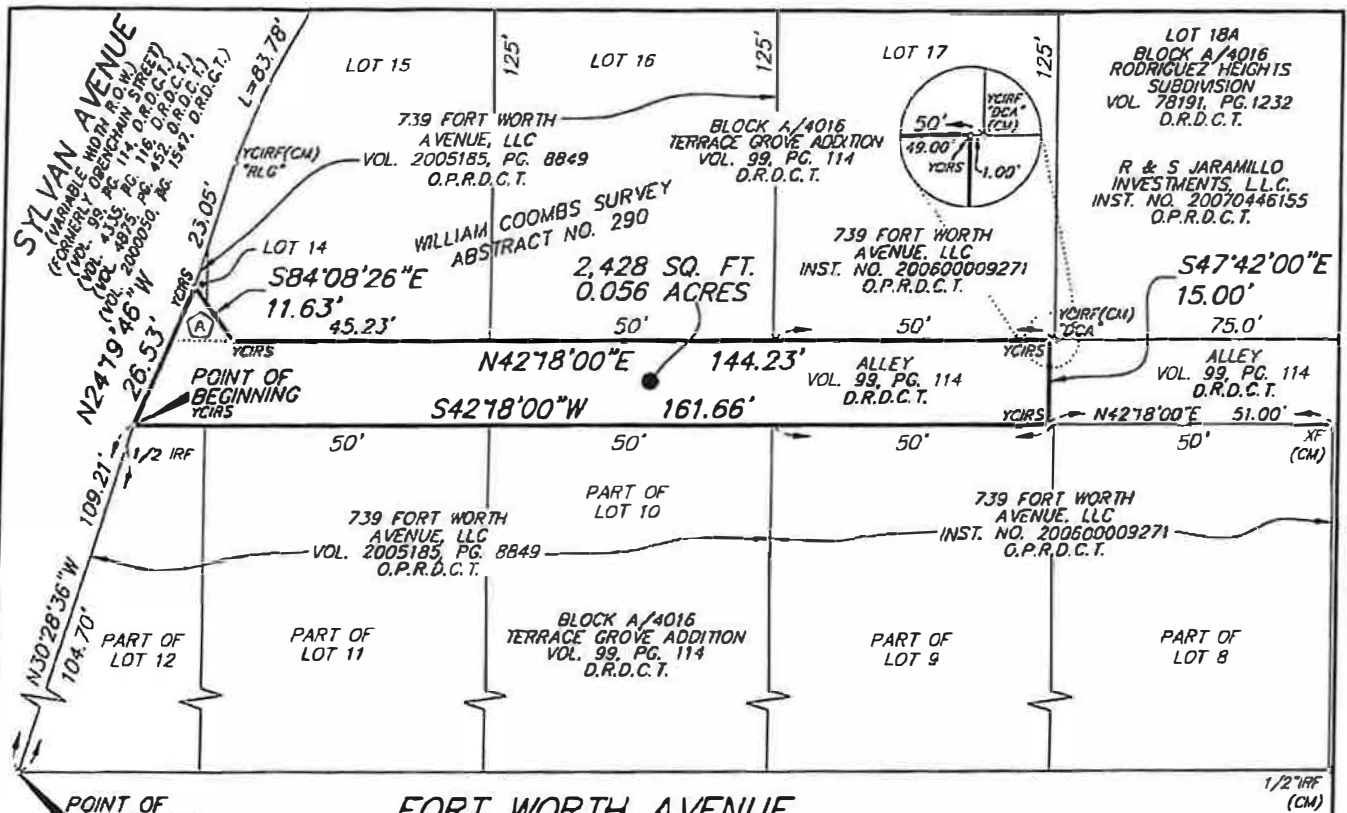 SYLVAN AVENUE
(VARIABLE WIDTH R.O.W.)
(FORMERLY OBENCHAIN STREET)
(VOL. 99, PG. 114, D.R.D.C.T.)
(VOL. 4335, PG. 116, D.R.D.C.T.)
(VOL. 4875, PG. 452, D.R.D.C.T.)
(VOL. 2000050, PG. 1547, D.R.D.C.T.)
L=83.78'
LOT 15
125'
LOT 16
125'
LOT 17
125'
LOT 18A
BLOCK A/4016
RODRIGUEZ HEIGHTS
SUBDIVISION
VOL. 78191, PG.1232
D.R.D.C.T.
R & S JARAMILLO
INVESTMENTS, L.L.C.
INST. NO. 20070446155
O.P.R.D.C.T.
YCIRF
"DCA"
(CM)
50'
49.00'
YCIRS
1.00'
739 FORT WORTH
AVENUE, LLC
VOL. 2005185, PG. 8849
O.P.R.D.C.T.
BLOCK A/4016
TERRACE GROVE ADDITION
VOL. 99, PG. 114
D.R.D.C.T.
YCIRF(CM)
"RLG"
23.05'
LOT 14
WILLIAM COOMBS SURVEY
ABSTRACT NO. 290
739 FORT WORTH
AVENUE, LLC
INST. NO. 200600009271
O.P.R.D.C.T.
2,428 SQ. FT.
0.056 ACRES
S84°08'26"E
11.63'
S47°42'00"E
15.00'
YCIRS
A
45.23'
50'
50'
YCIRF(CM)
"DCA"
75.0'
YCIRS
N42°18'00"E 144.23'
YCIRS
ALLEY
VOL. 99, PG. 114
D.R.D.C.T.
ALLEY
VOL. 99, PG. 114
D.R.D.C.T.
N24°19'46"W
26.53'
POINT OF
BEGINNING
YCIRS
S42°18'00"W 161.66'
YCIRS
N42°18'00"E 51.00'
1/2 IRF
50'
50'
50'
50'
XF
(CM)
109.21'
PART OF
LOT 10
739 FORT WORTH
AVENUE, LLC
VOL. 2005185, PG. 8849
O.P.R.D.C.T.
739 FORT WORTH
AVENUE, LLC
INST. NO. 200600009271
O.P.R.D.C.T.
N30°28'36"W
104.70'
PART OF
LOT 12
PART OF
LOT 11
BLOCK A/4016
TERRACE GROVE ADDITION
VOL. 99, PG. 114
D.R.D.C.T.
PART OF
LOT 9
PART OF
LOT 8
POINT OF
FORT WORTH AVENUE
1/2"IRF
(CM)